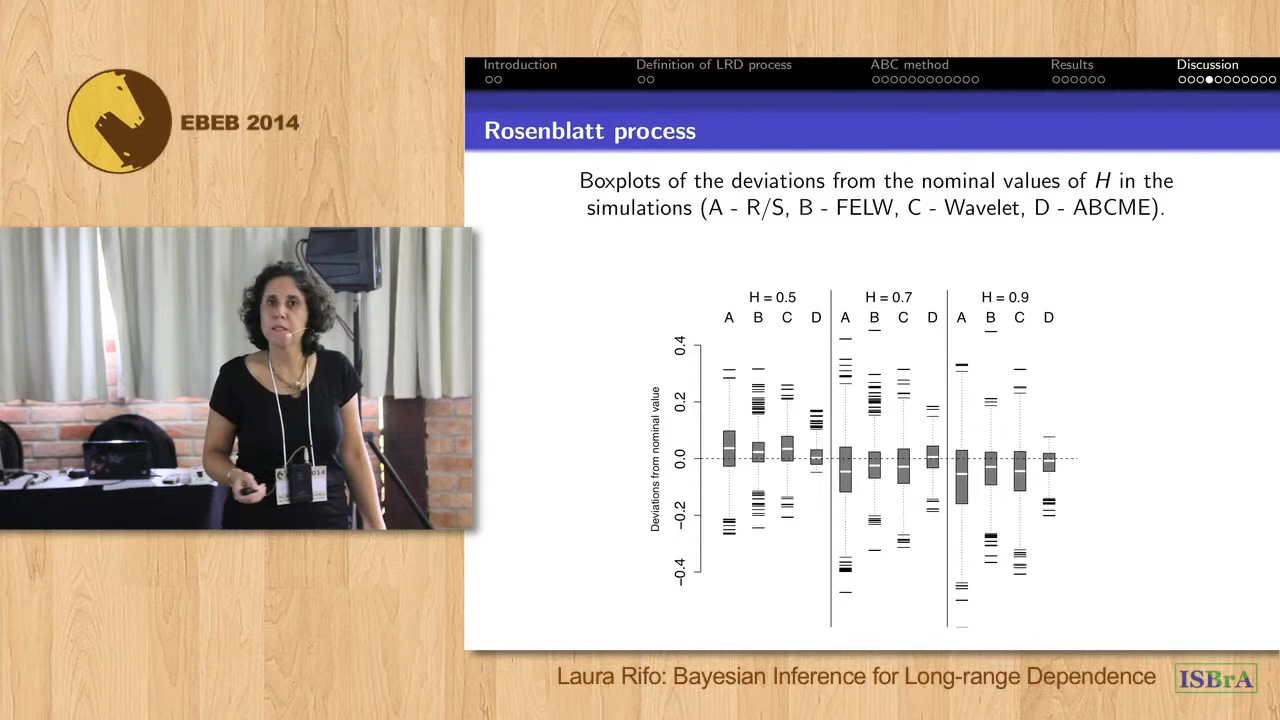 EBEB 2014
Introduction
Definition of LRD process
ABC method
Results
Discussion
Rosenblatt process
Boxplots of the deviations from the nominal values of H in the
simulations (A - R/S, B - FELW, C - Wavelet, D - ABCME).
H = 0.5 H = 0.7 H = 0.9
A B C D A B C D A B C D
Deviations from nominal value
0.4
0.2
0.0
−0.2
−0.4
Laura Rifo: Bayesian Inference for Long-range Dependence
ISBrA